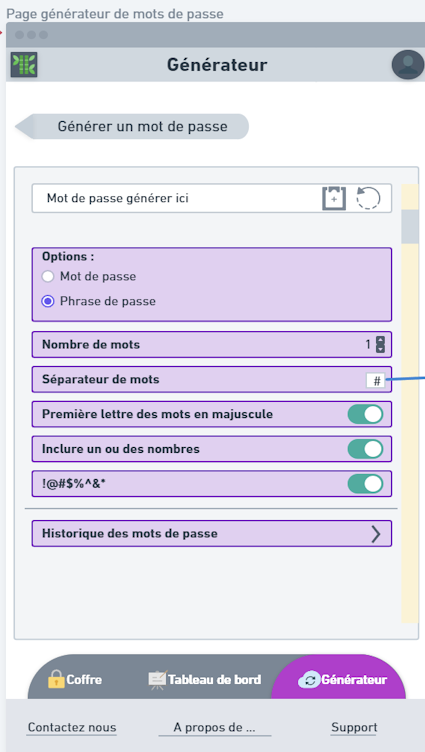 Page générateur de mots de passe
Générateur
Générer un mot de passe
Mot de passe générer ici
Options :
Mot de passe
Phrase de passe
Nombre de mots 1
Séparateur de mots #
Première lettre des mots en majuscule
Inclure un ou des nombres
!@#$%^&*
Historique des mots de passe
Coffre Tableau de bord Générateur
Contactez nous A propos de ... Support